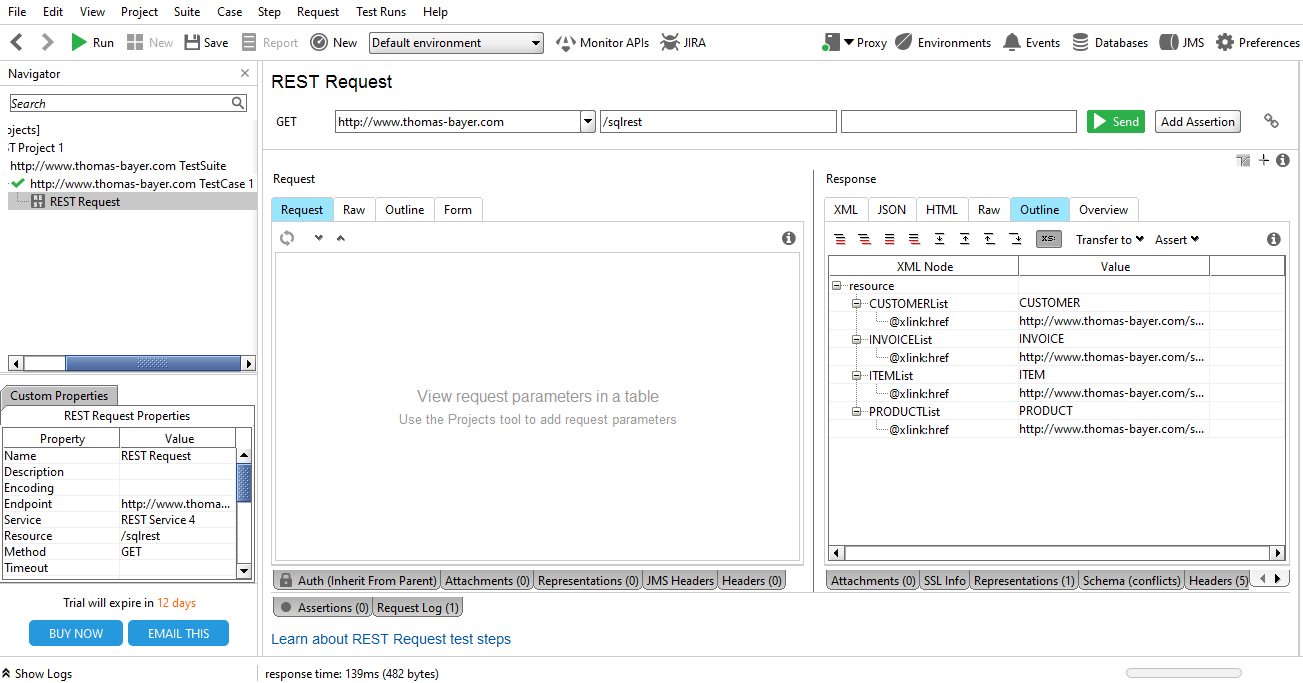 File Edit View Project Suite Case Step Request Test Runs Help
Run New Save Report New Default environment Monitor APIs JIRA Proxy Environments Events Databases JMS Preferences
Navigator
Search
ojects]
T Project 1
http://www.thomas-bayer.com TestSuite
http://www.thomas-bayer.com TestCase 1
REST Request
Custom Properties
REST Request Properties
Property Value
Name REST Request
Description
Encoding
Endpoint http://www.thoma...
Service REST Service 4
Resource /sqlrest
Method GET
Timeout
Trial will expire in 12 days
BUY NOW EMAIL THIS
REST Request
GET http://www.thomas-bayer.com /sqlrest Send Add Assertion
Request
Request Raw Outline Form
View request parameters in a table
Use the Projects tool to add request parameters
Auth (Inherit From Parent) Attachments (0) Representations (0) JMS Headers Headers (0)
Response
XML JSON HTML Raw Outline Overview
XS: Transfer to Assert
XML Node Value
resource
CUSTOMERList CUSTOMER
@xlink:href http://www.thomas-bayer.com/s...
INVOICEList INVOICE
@xlink:href http://www.thomas-bayer.com/s...
ITEMList ITEM
@xlink:href http://www.thomas-bayer.com/s...
PRODUCTList PRODUCT
@xlink:href http://www.thomas-bayer.com/s...
Attachments (0) SSL Info Representations (1) Schema (conflicts) Headers (5)
Assertions (0) Request Log (1)
Learn about REST Request test steps
Show Logs response time: 139ms (482 bytes)